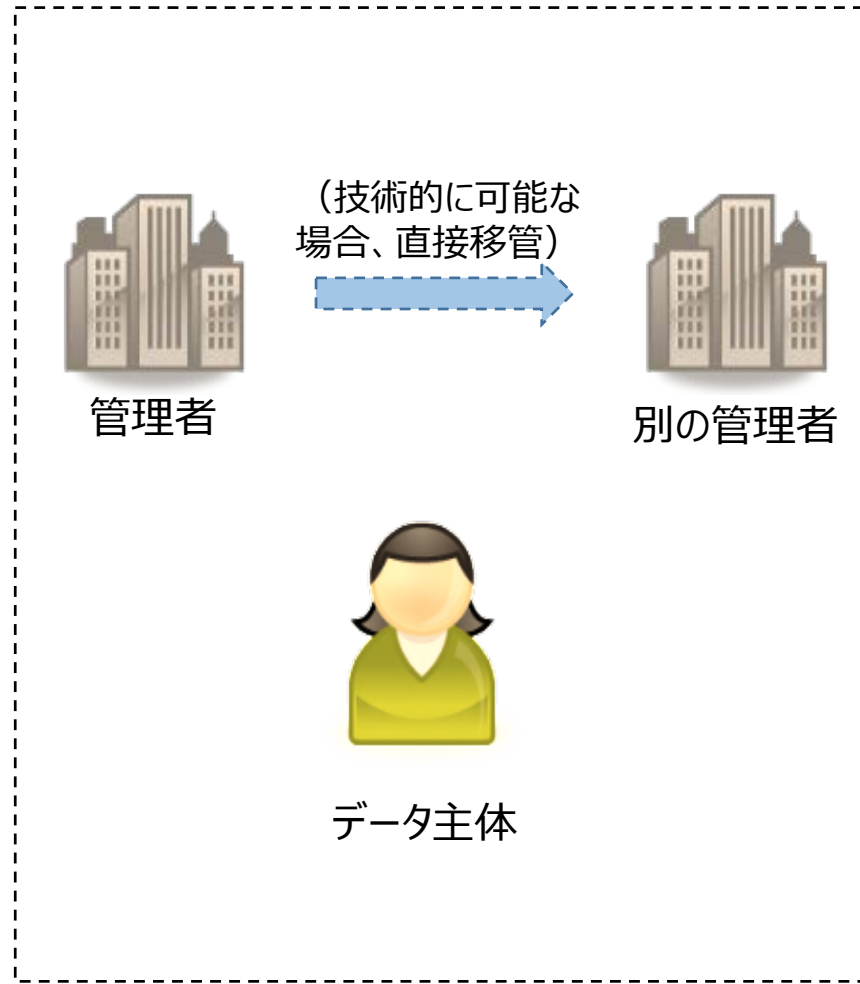 （技術的に可能な
場合、直接移管）
管理者
別の管理者
データ主体